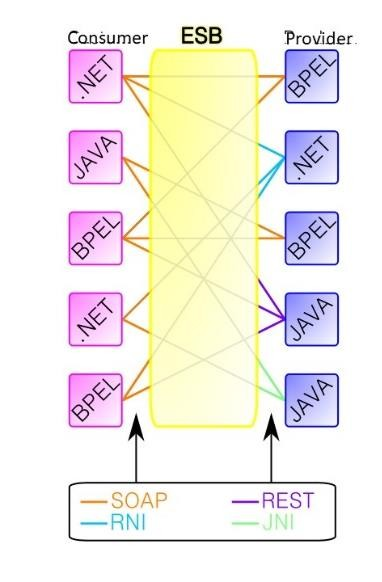 Consumer ESB Provider
.NET BPEL
JAVA .NET
BPEL BPEL
.NET JAVA
BPEL JAVA
SOAP REST
RNI JNI